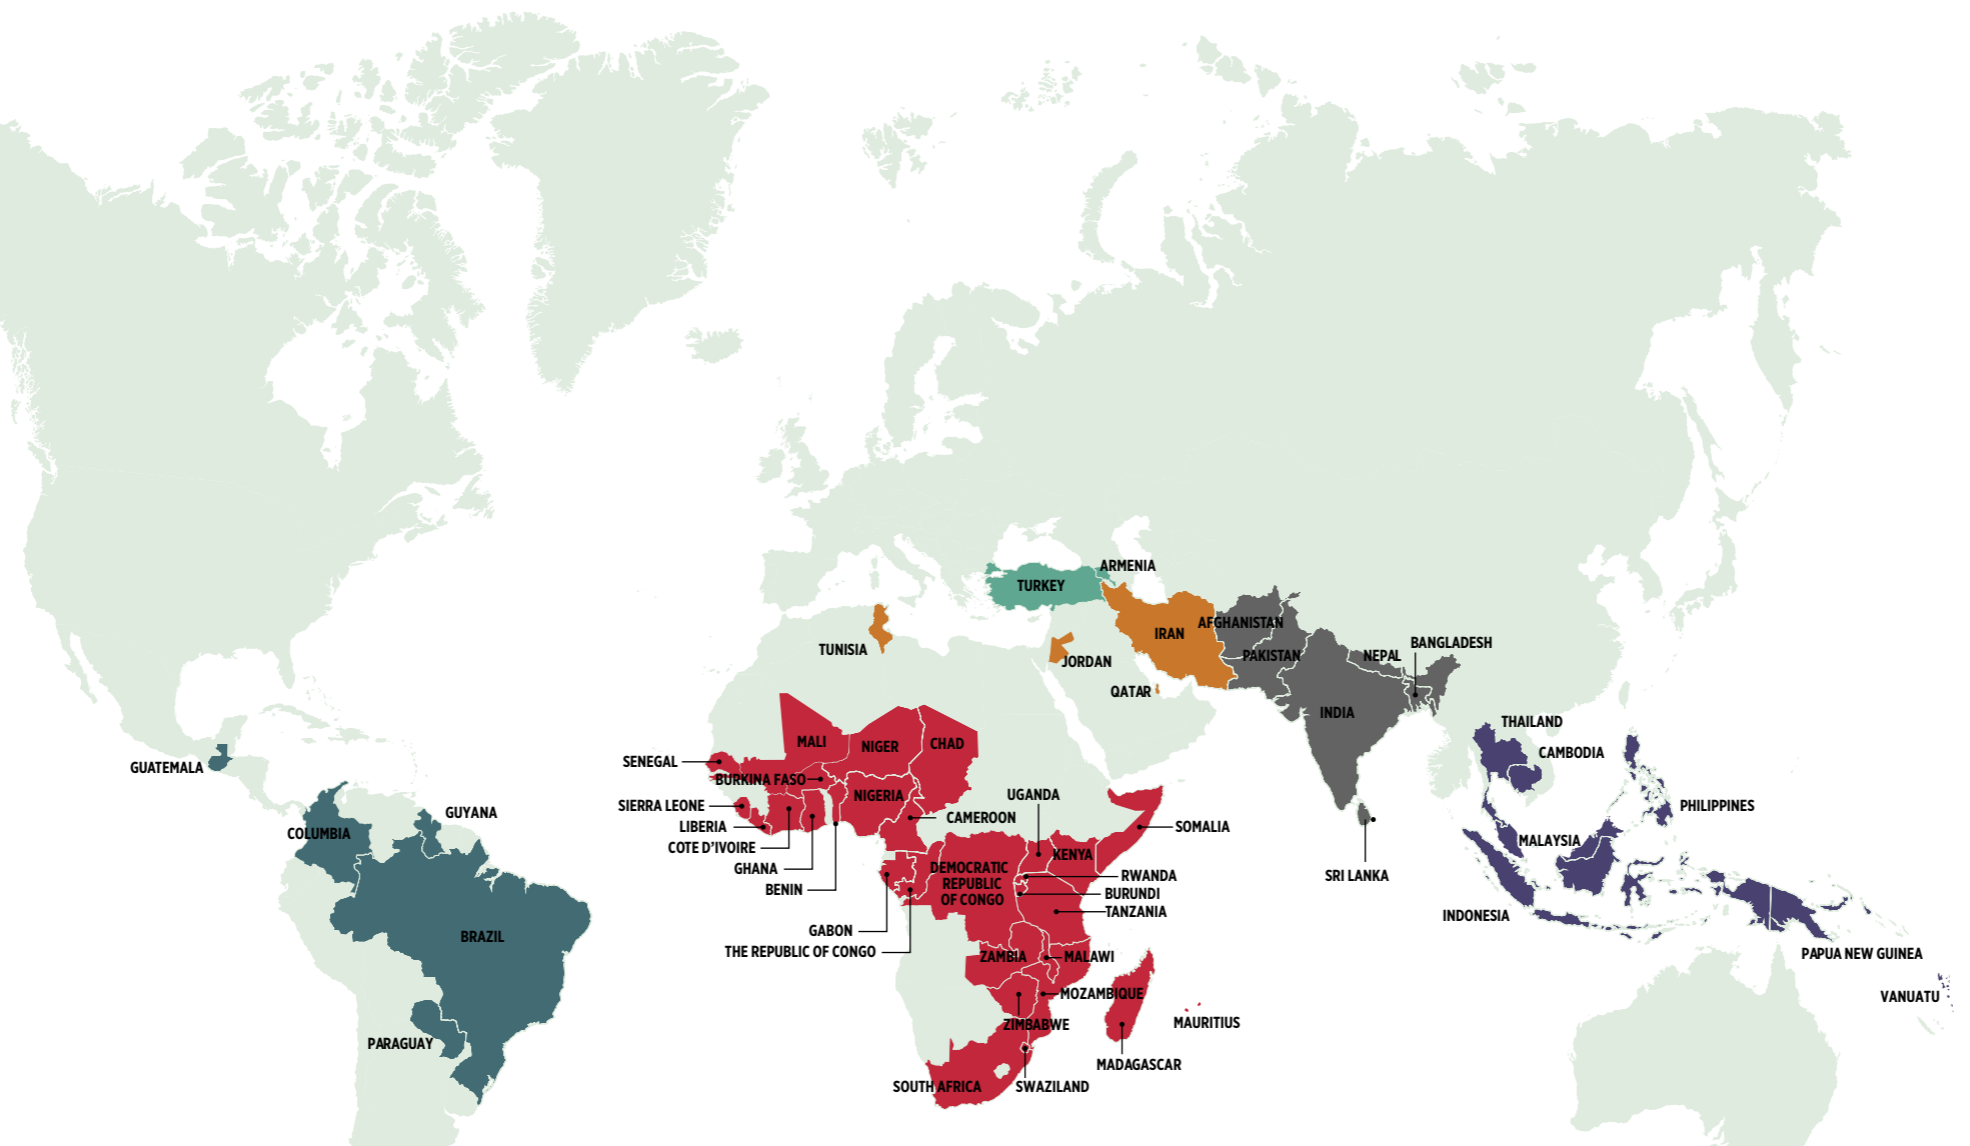 TURKEY
ARMENIA
TUNISIA
JORDAN
IRAN
QATAR
AFGHANISTAN
PAKISTAN
NEPAL
BANGLADESH
INDIA
SRI LANKA
THAILAND
CAMBODIA
PHILIPPINES
MALAYSIA
INDONESIA
PAPUA NEW GUINEA
VANUATU
GUATEMALA
COLUMBIA
GUYANA
BRAZIL
PARAGUAY
MALI
NIGER
CHAD
SENEGAL
BURKINA FASO
NIGERIA
SIERRA LEONE
LIBERIA
COTE D'IVOIRE
GHANA
BENIN
CAMEROON
UGANDA
SOMALIA
KENYA
DEMOCRATIC
REPUBLIC
OF CONGO
RWANDA
BURUNDI
TANZANIA
GABON
THE REPUBLIC OF CONGO
ZAMBIA
MALAWI
MOZAMBIQUE
ZIMBABWE
MAURITIUS
MADAGASCAR
SOUTH AFRICA
SWAZILAND